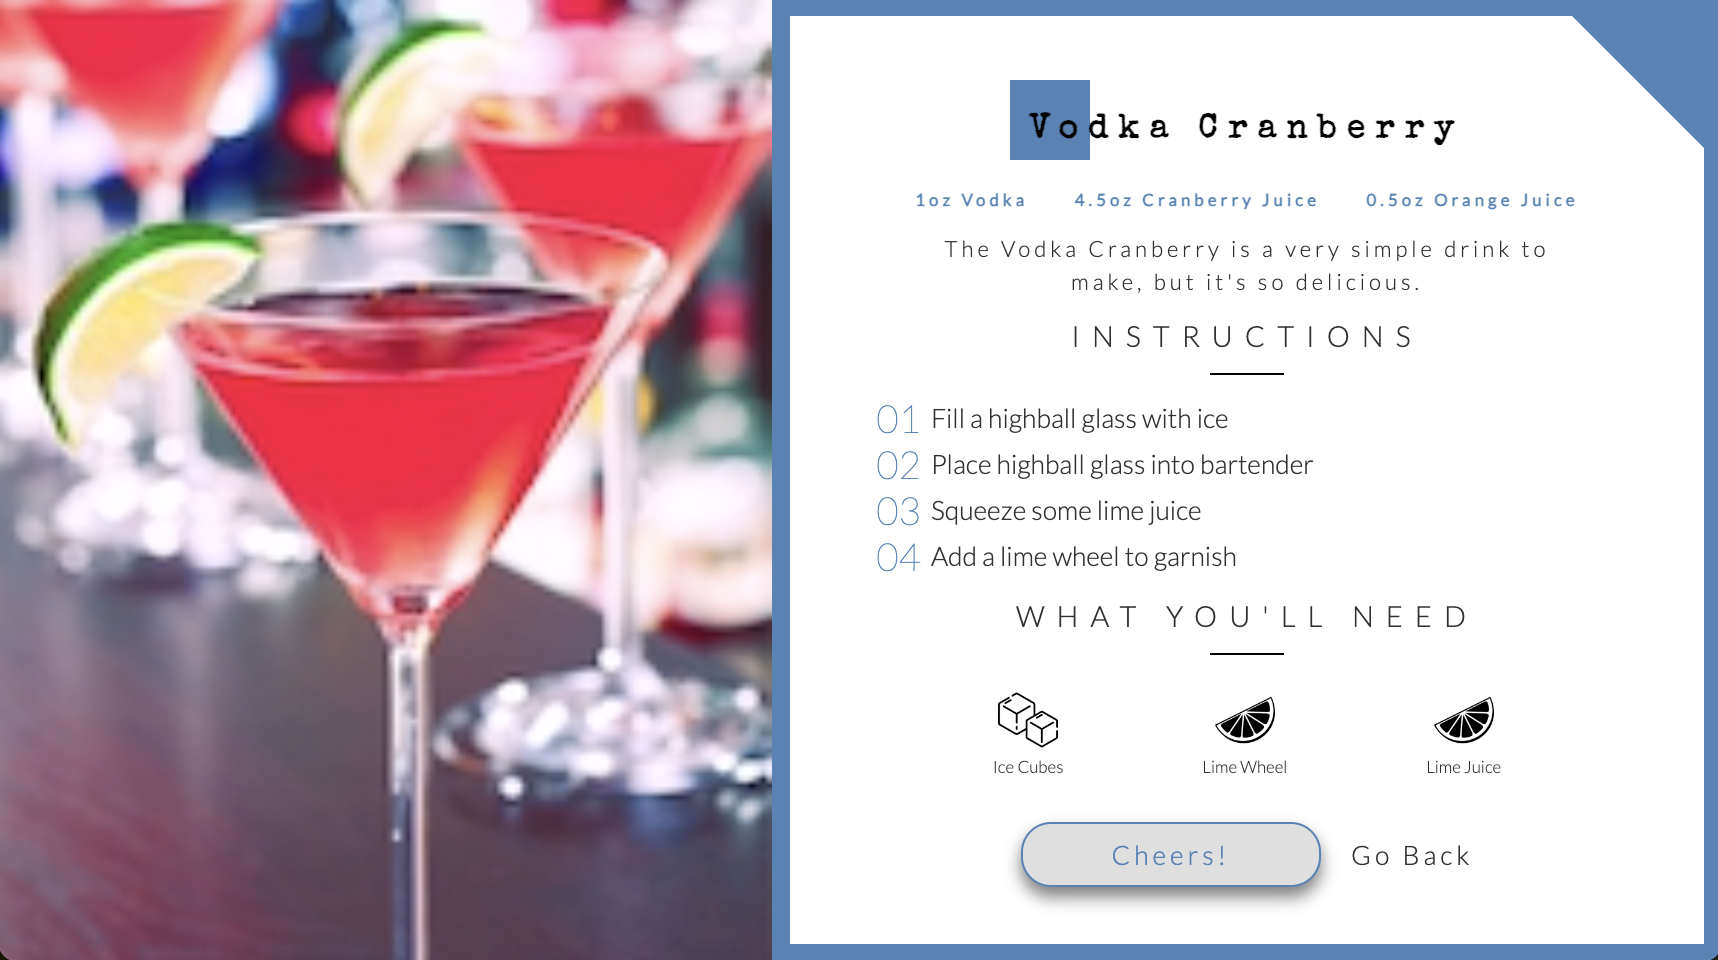 Vodka Cranberry
1oz Vodka 4.5oz Cranberry Juice 0.5oz Orange Juice
The Vodka Cranberry is a very simple drink to
make, but it's so delicious.
INSTRUCTIONS
01 Fill a highball glass with ice
02 Place highball glass into bartender
03 Squeeze some lime juice
04 Add a lime wheel to garnish
WHAT YOU'LL NEED
Ice Cubes Lime Wheel Lime Juice
Cheers! Go Back